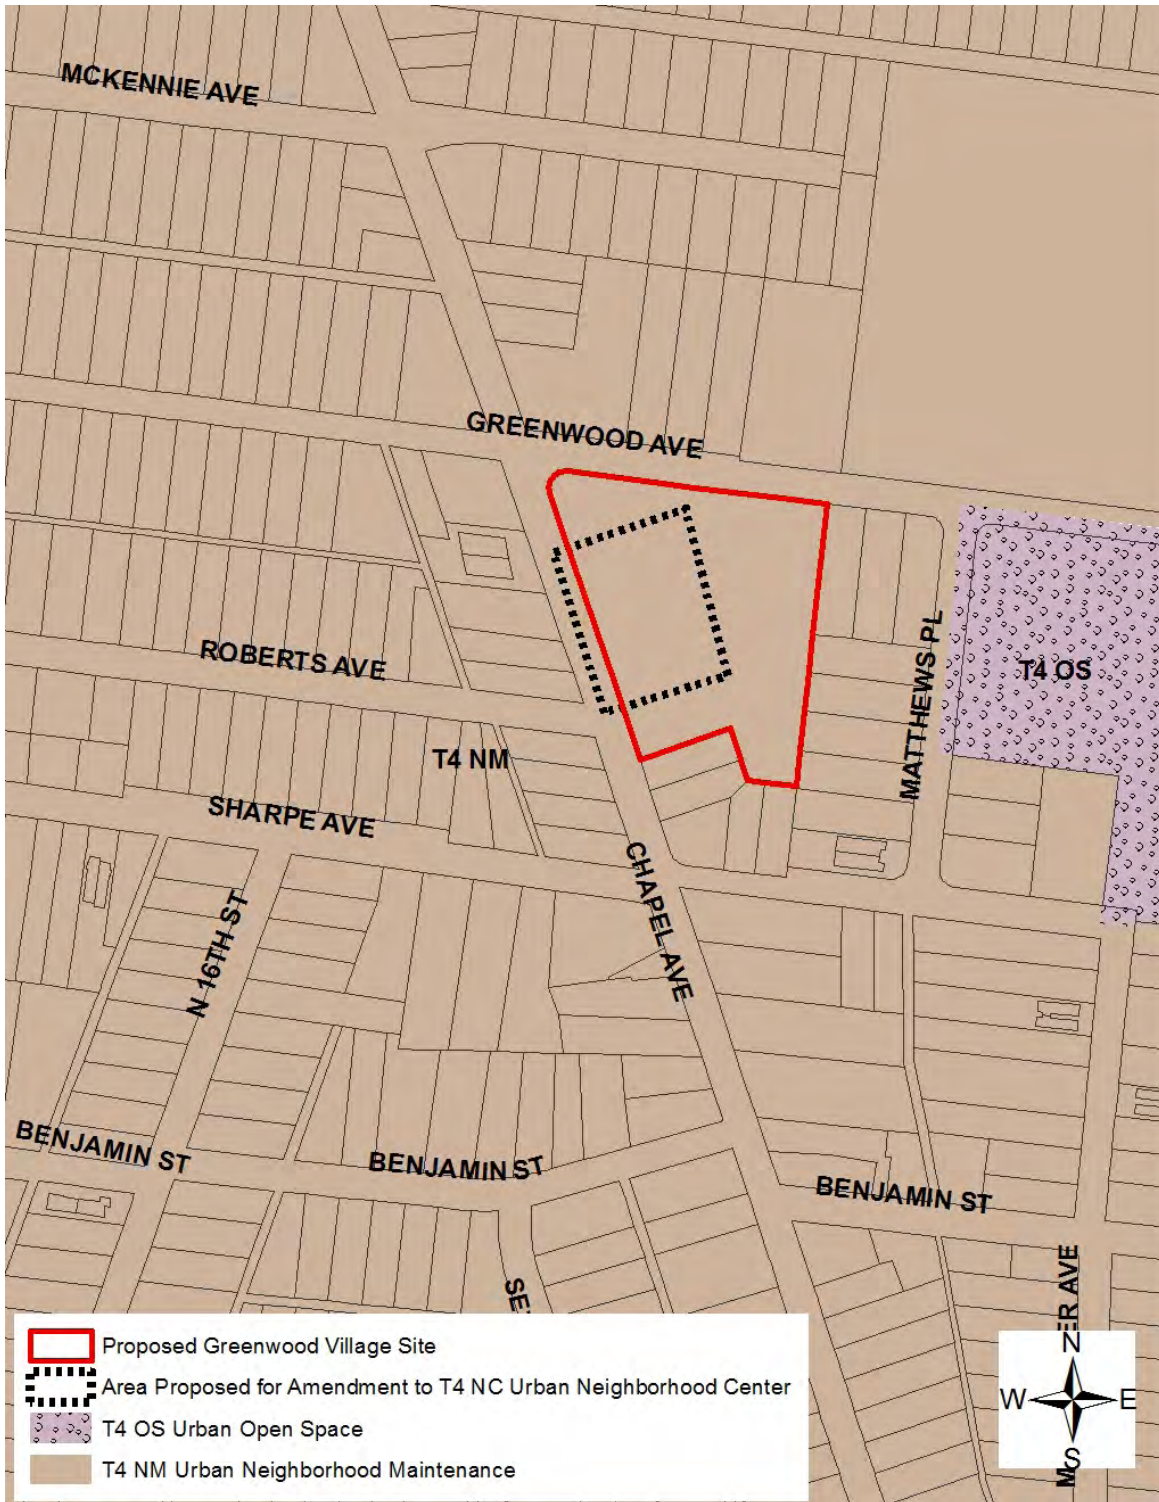 MCKENNIE AVE
GREENWOOD AVE
ROBERTS AVE
MATTHEWS PL
T4 OS
T4 NM
SHARPE AVE
CHAPEL AVE
N 16TH ST
BENJAMIN ST
BENJAMIN ST
BENJAMIN ST
ER AVE
N
W
E
S
Proposed Greenwood Village Site
Area Proposed for Amendment to T4 NC Urban Neighborhood Center
T4 OS Urban Open Space
T4 NM Urban Neighborhood Maintenance